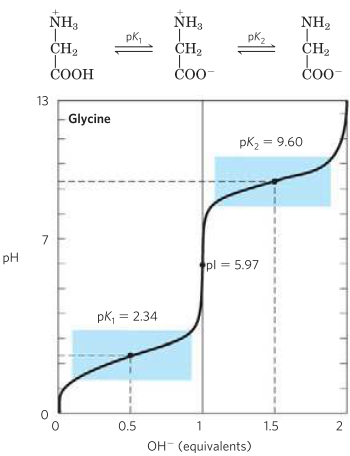 ⁺NH₃ ⁺NH₃ NH₂
pK₁ pK₂
CH₂ CH₂ CH₂
COOH COO⁻ COO⁻
13
Glycine
pK₂ = 9.60
7
pH
pI = 5.97
pK₁ = 2.34
0
0 0.5 1 1.5 2
OH⁻ (equivalents)